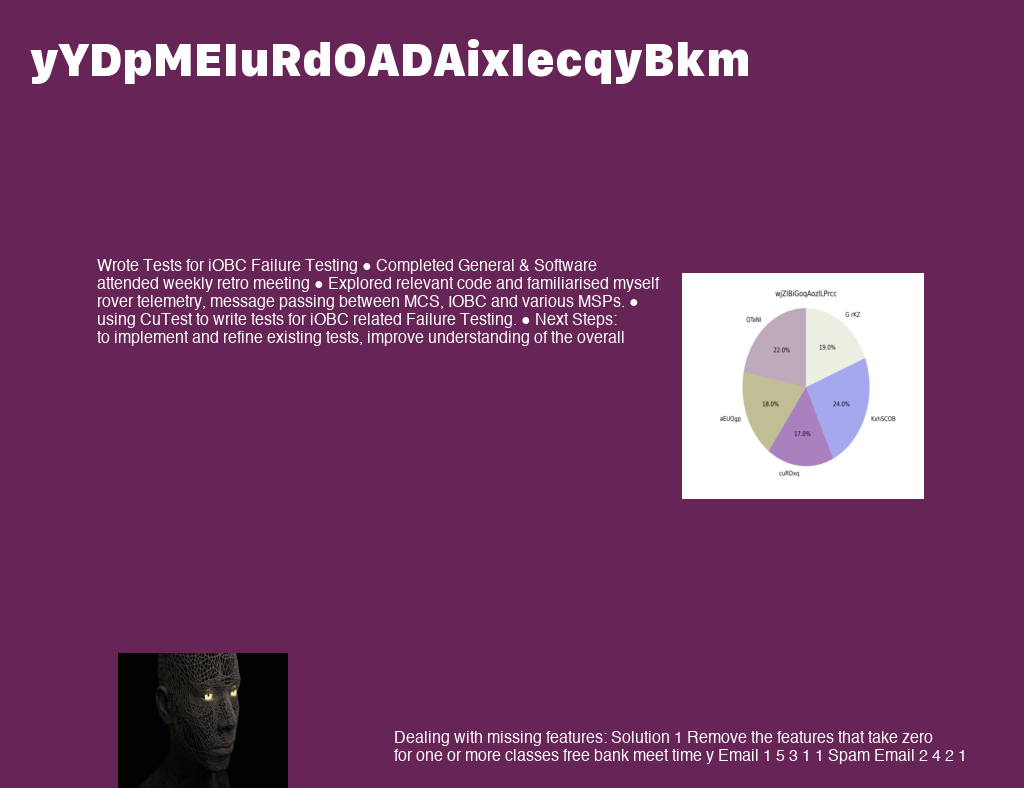 yYDpMEIuRdOADAixIecqyBkm
Wrote Tests for iOBC Failure Testing ● Completed General & Software
attended weekly retro meeting ● Explored relevant code and familiarised myself
rover telemetry, message passing between MCS, IOBC and various MSPs. ●
using CuTest to write tests for iOBC related Failure Testing. ● Next Steps:
to implement and refine existing tests, improve understanding of the overall
wjZIBiGoqAozlLPrcc
QTaNI
G rKZ
22.0%
19.0%
18.0%
24.0%
aEUQgp
KxhSCOB
17.0%
cuRDxq
Dealing with missing features: Solution 1 Remove the features that take zero
for one or more classes free bank meet time y Email 1 5 3 1 1 Spam Email 2 4 2 1